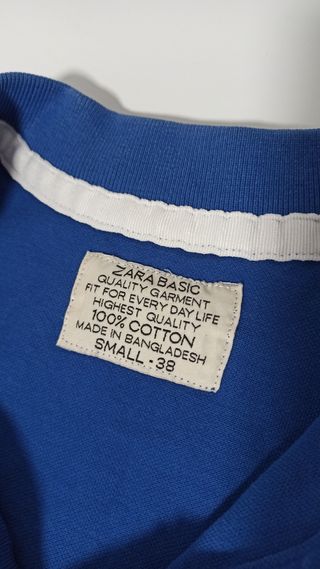 ZARA BASIC
QUALITY GARMENT
FIT FOR EVERY DAY LIFE
HIGHEST QUALITY
100% COTTON
MADE IN BANGLADESH
SMALL - 38